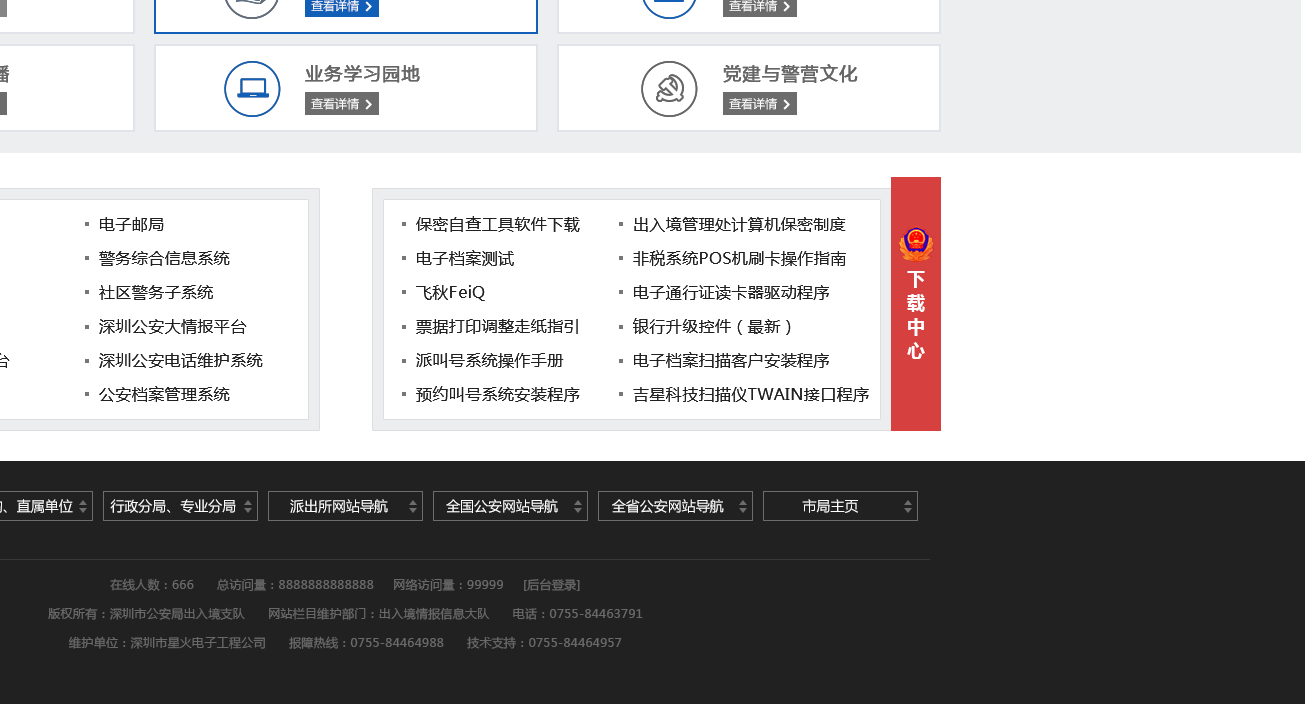 查看详情
查看详情
播
业务学习园地
查看详情
党建与警营文化
查看详情
电子邮局
警务综合信息系统
社区警务子系统
深圳公安大情报平台
台
深圳公安电话维护系统
公安档案管理系统
保密自查工具软件下载
电子档案测试
飞秋FeiQ
票据打印调整走纸指引
派叫号系统操作手册
预约叫号系统安装程序
出入境管理处计算机保密制度
非税系统POS机刷卡操作指南
电子通行证读卡器驱动程序
银行升级控件（最新）
电子档案扫描客户安装程序
吉星科技扫描仪TWAIN接口程序
下载中心
、直属单位
行政分局、专业分局
派出所网站导航
全国公安网站导航
全省公安网站导航
市局主页
在线人数：666 总访问量：8888888888888 网络访问量：99999 [后台登录]
版权所有：深圳市公安局出入境支队 网站栏目维护部门：出入境情报信息大队 电话：0755-84463791
维护单位：深圳市星火电子工程公司 报障热线：0755-84464988 技术支持：0755-84464957